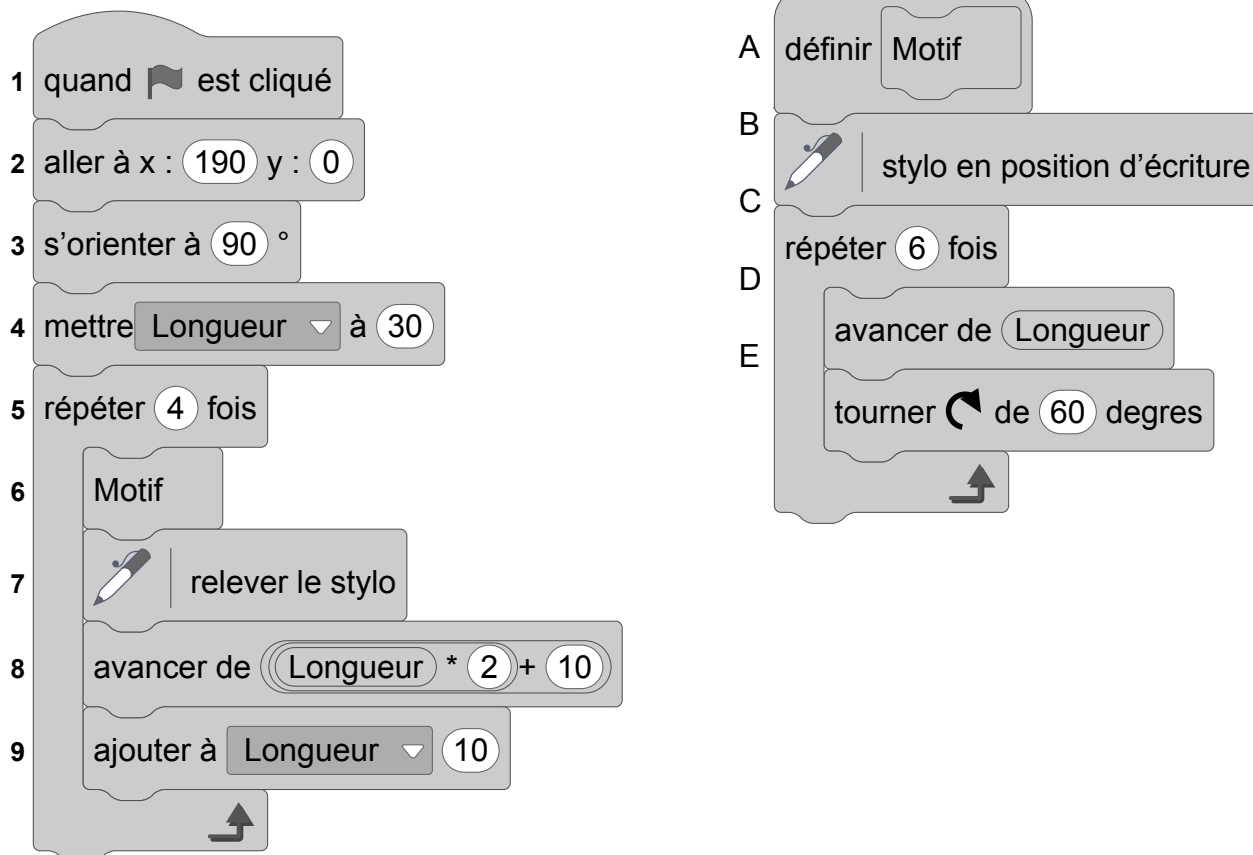 1 quand est cliqué
2 aller à x : 190 y : 0
3 s'orienter à 90 °
4 mettre Longueur à 30
5 répéter 4 fois
6 Motif
7 relever le stylo
8 avancer de Longueur * 2 + 10
9 ajouter à Longueur 10
A définir Motif
B
stylo en position d’écriture
C
répéter 6 fois
D
avancer de Longueur
E
tourner de 60 degres